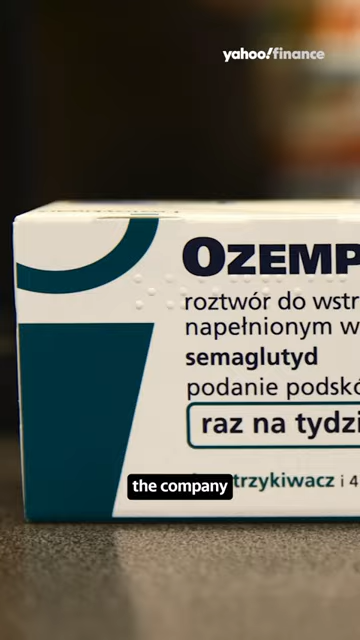 yahoo!finance
OZEMP
roztwór do wstr
napełnionym w
semaglutyd
podanie podskó
raz na tydzi
the company
trzykiwacz i 4